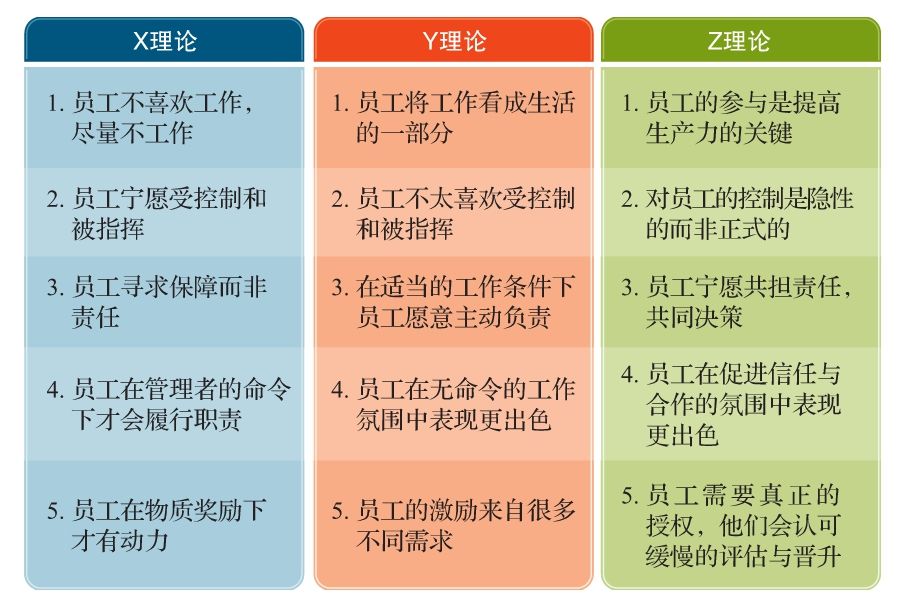 X理论
1. 员工不喜欢工作，
尽量不工作
2. 员工宁愿受控制和
被指挥
3. 员工寻求保障而非
责任
4. 员工在管理者的命令
下才会履行职责
5. 员工在物质奖励下
才有动力
Y理论
1. 员工将工作看成生活
的一部分
2. 员工不太喜欢受控制
和被指挥
3. 在适当的工作条件下
员工愿意主动负责
4. 员工在无命令的工作
氛围中表现更出色
5. 员工的激励来自很多
不同需求
Z理论
1. 员工的参与是提高
生产力的关键
2. 对员工的控制是隐性
的而非正式的
3. 员工宁愿共担责任，
共同决策
4. 员工在促进信任与
合作的氛围中表现
更出色
5. 员工需要真正的
授权，他们会认可
缓慢的评估与晋升